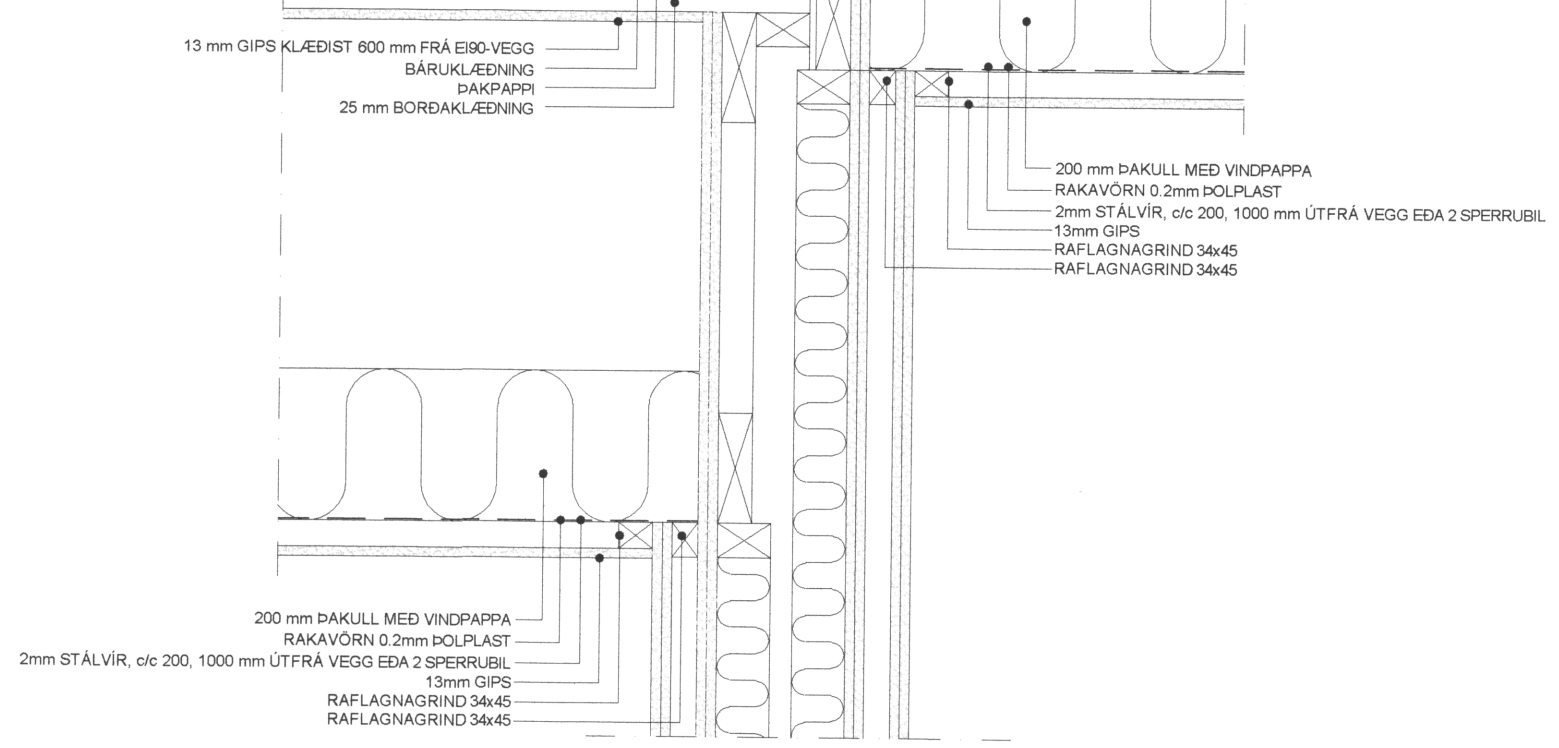 13 mm GIPS KLÆÐIST 600 mm FRÁ EI90-VEGG
BÁRUKLÆÐNING
ÞAKPAPPI
25 mm BORÐAKLÆÐNING
200 mm ÞAKULL MEÐ VINDPAPPA
RAKAVÖRN 0.2mm ÞOLPLAST
2mm STÁLVÍR, c/c 200, 1000 mm ÚTFRÁ VEGG EÐA 2 SPERRUBIL
13mm GIPS
RAFLAGNAGRIND 34x45
RAFLAGNAGRIND 34x45
200 mm ÞAKULL MEÐ VINDPAPPA
RAKAVÖRN 0.2mm ÞOLPLAST
2mm STÁLVÍR, c/c 200, 1000 mm ÚTFRÁ VEGG EÐA 2 SPERRUBIL
13mm GIPS
RAFLAGNAGRIND 34x45
RAFLAGNAGRIND 34x45